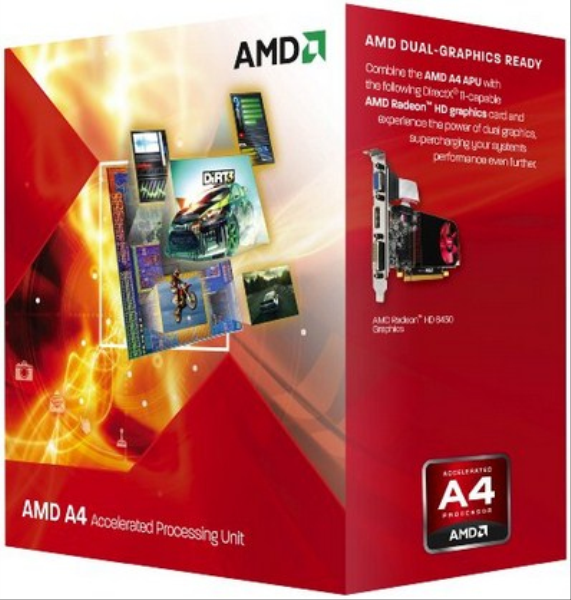 AMD
DiRT3
AMD A4 Accelerated Processing Unit
AMD DUAL-GRAPHICS READY
Combine the AMD A4 APU with
the following DirectX® 11-capable
AMD Radeon™ HD graphics card and
experience the power of dual graphics,
supercharging your system's
performance even further.
AMD Radeon™ HD 6450
Graphics
ACCELERATED
A4
PROCESSOR
AMD